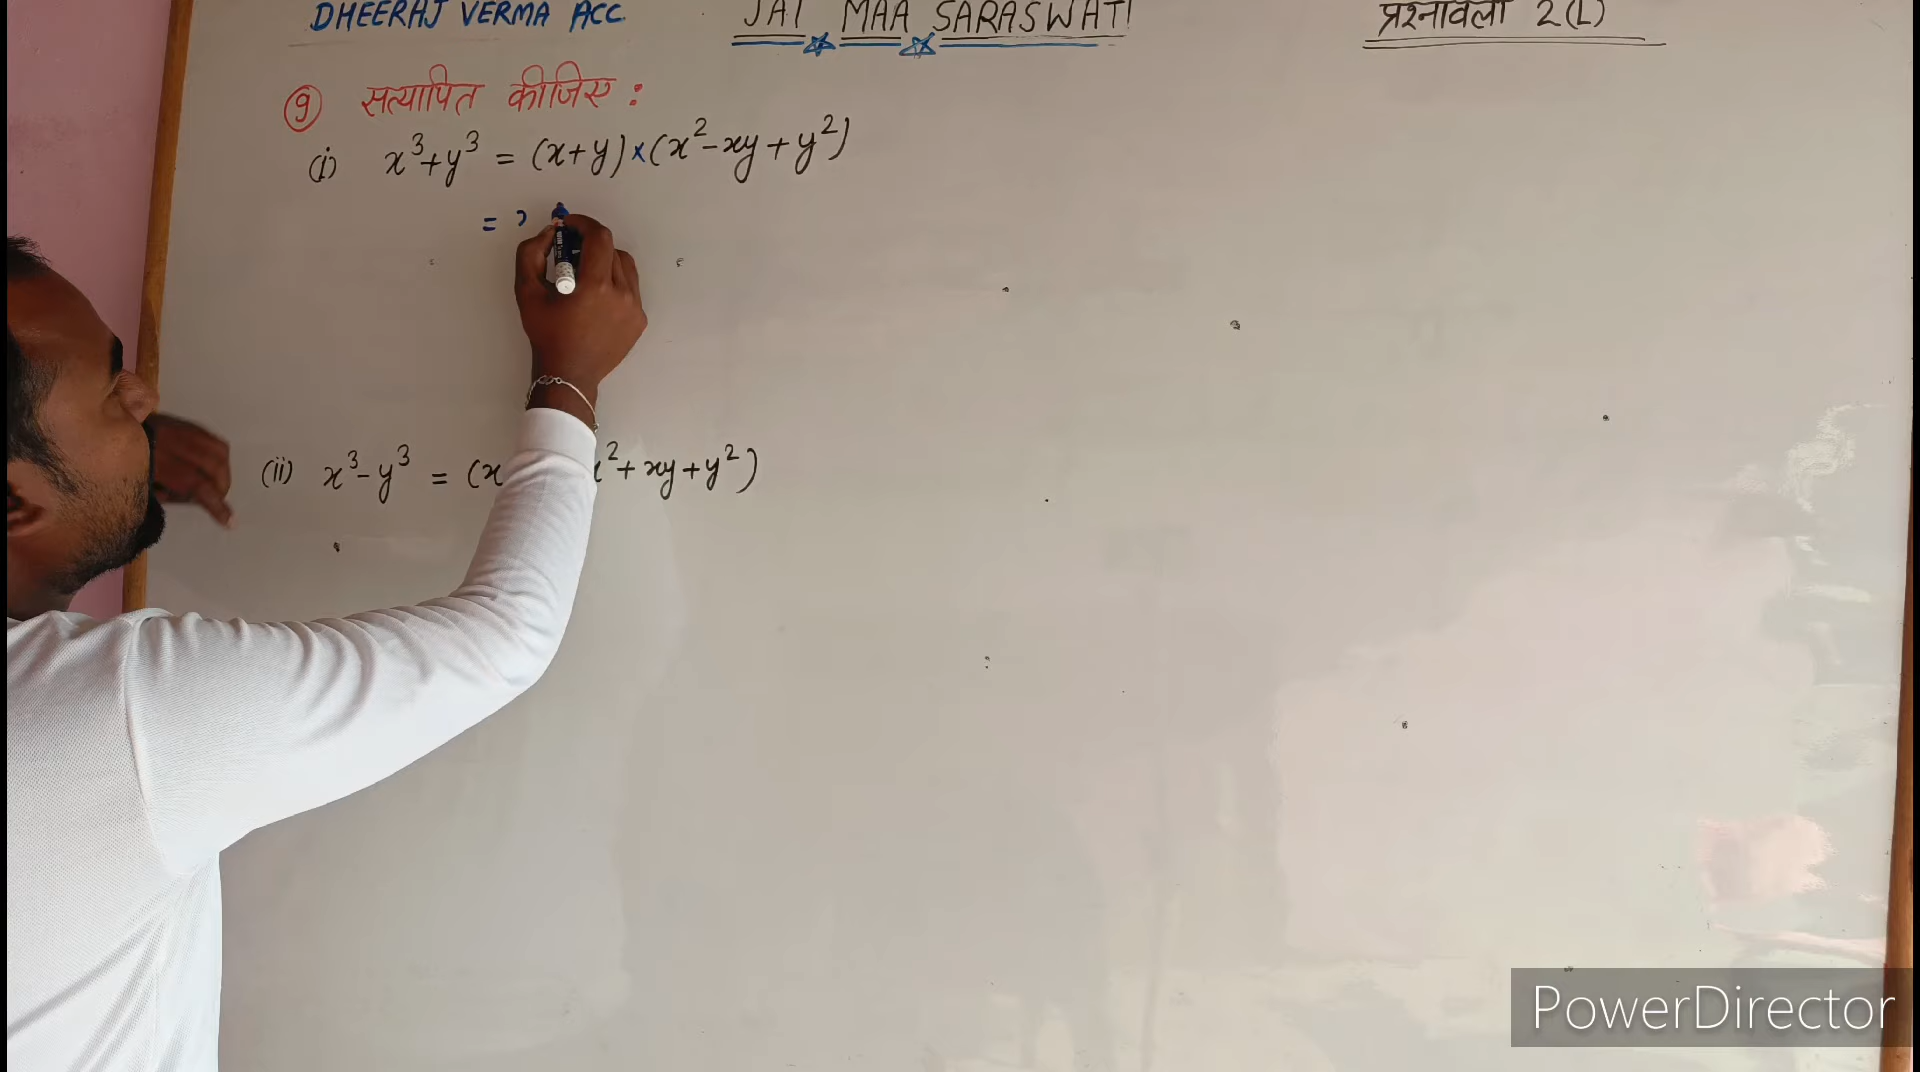 DHEERAJ VERMA ACC. JAI MAA SARASWATI प्रश्नावली 2(L)
9 सत्यापित कीजिए :
(i) x³+y³ = (x+y)×(x²-xy+y²)
=
(ii) x³-y³ = (x ²+xy+y²)
PowerDirector